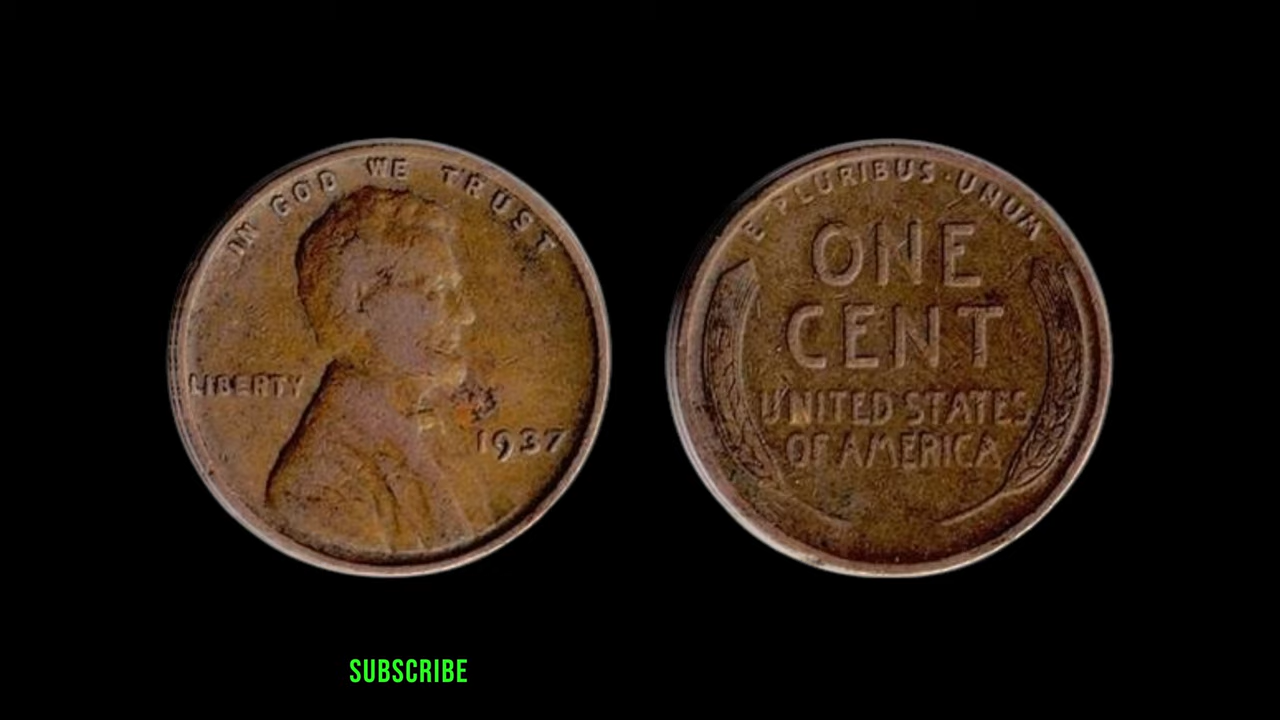 IN GOD WE TRUST
LIBERTY
1937
E·PLURIBUS·UNUM
ONE
CENT
UNITED STATES
OF AMERICA
SUBSCRIBE